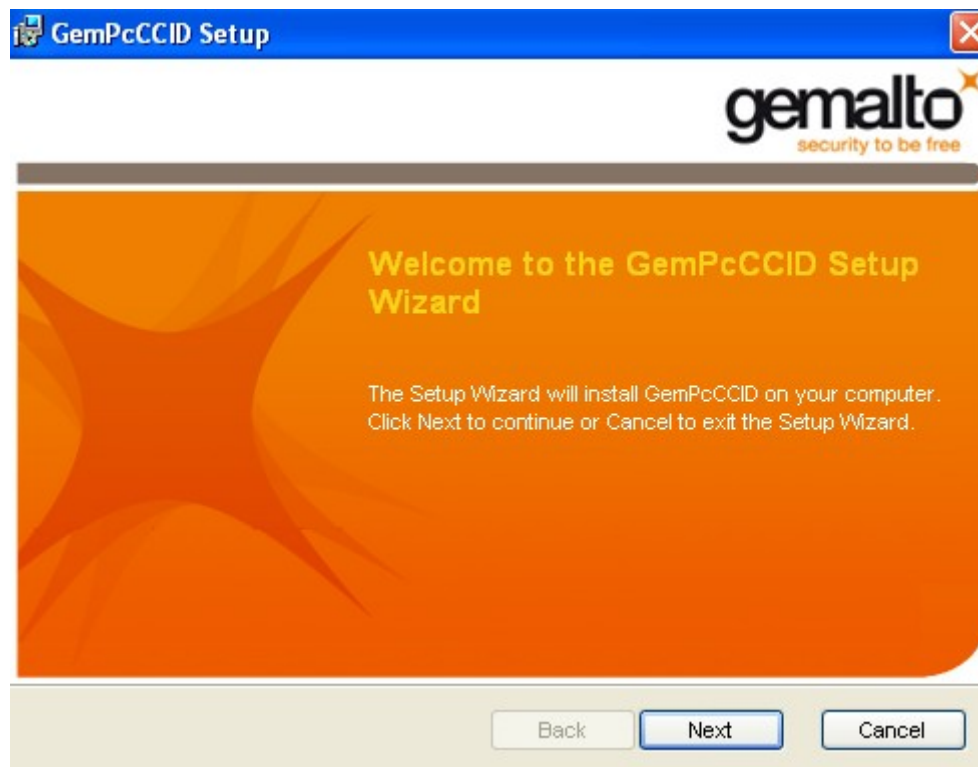 GemPcCCID Setup
gemalto
security to be free
Welcome to the GemPcCCID Setup
Wizard
The Setup Wizard will install GemPcCCID on your computer.
Click Next to continue or Cancel to exit the Setup Wizard.
Back Next Cancel